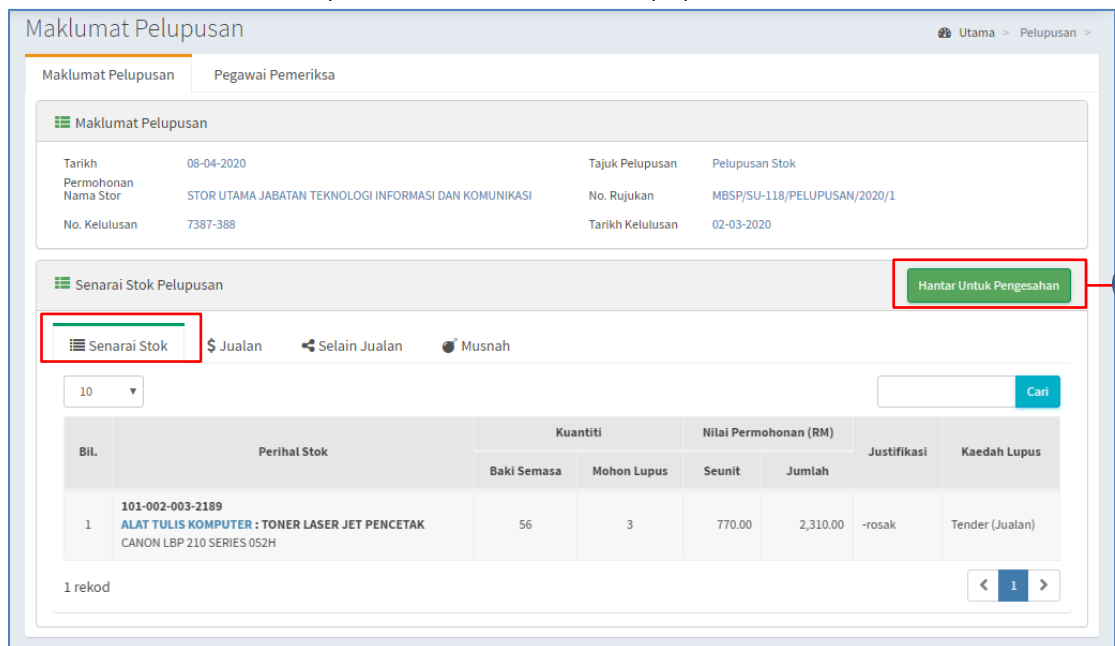 Maklumat Pelupusan
Utama > Pelupusan >
Maklumat Pelupusan Pegawai Pemeriksa
Maklumat Pelupusan
Tarikh Permohonan 08-04-2020 Tajuk Pelupusan Pelupusan Stok
Nama Stor STOR UTAMA JABATAN TEKNOLOGI INFORMASI DAN KOMUNIKASI No. Rujukan MBSP/SU-118/PELUPUSAN/2020/1
No. Kelulusan 7387-388 Tarikh Kelulusan 02-03-2020
Senarai Stok Pelupusan Hantar Untuk Pengesahan
Senarai Stok $ Jualan Selain Jualan Musnah
10 Cari
Bil. Perihal Stok Kuantiti Nilai Permohonan (RM) Justifikasi Kaedah Lupus
Baki Semasa Mohon Lupus Seunit Jumlah
101-002-003-2189
1 ALAT TULIS KOMPUTER : TONER LASER JET PENCETAK 56 3 770.00 2,310.00 -rosak Tender (Jualan)
CANON LBP 210 SERIES 052H
1 rekod < 1 >